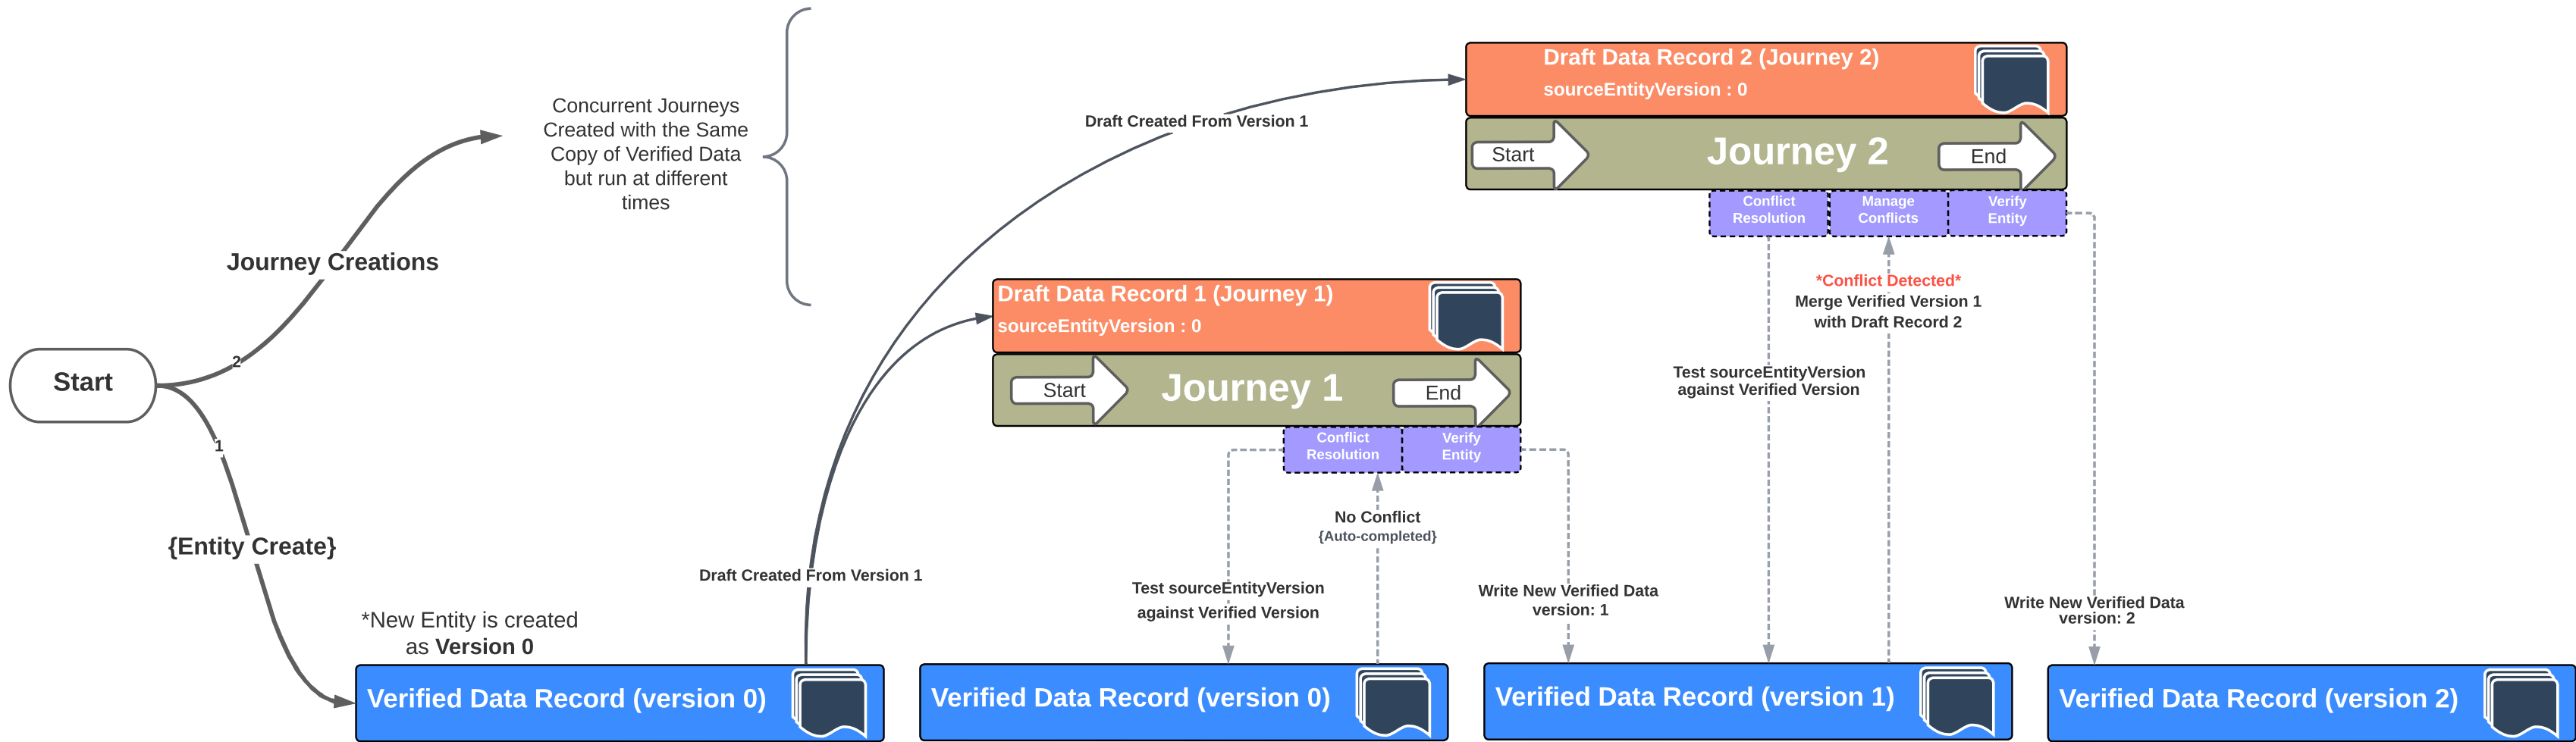 Start
2
Journey Creations
Concurrent Journeys
Created with the Same
Copy of Verified Data
but run at different
times
1
{Entity Create}
*New Entity is created
as Version 0
Verified Data Record (version 0)
Draft Created From Version 1
Draft Created From Version 1
Draft Data Record 1 (Journey 1)
sourceEntityVersion : 0
Start
Journey 1
End
Conflict
Resolution
Verify
Entity
Test sourceEntityVersion
against Verified Version
No Conflict
{Auto-completed}
Write New Verified Data
version: 1
Verified Data Record (version 0)
Draft Data Record 2 (Journey 2)
sourceEntityVersion : 0
Start
Journey 2
End
Conflict
Resolution
Manage
Conflicts
Verify
Entity
Test sourceEntityVersion
against Verified Version
*Conflict Detected*
Merge Verified Version 1
with Draft Record 2
Write New Verified Data
version: 2
Verified Data Record (version 1)
Verified Data Record (version 2)